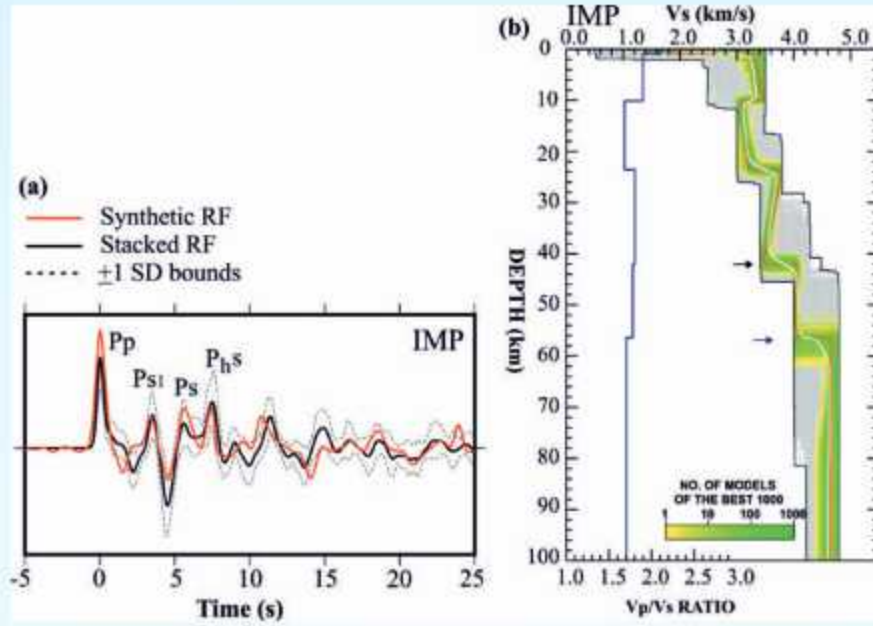 (a)
Synthetic RF
Stacked RF
±1 SD bounds
IMP
Pp
Ps1
Ps
Phs
-5 0 5 10 15 20 25
Time (s)
(b)
IMP
Vs (km/s)
0.0 1.0 2.0 3.0 4.0 5.0
0
10
20
30
40
50
60
70
80
90
100
DEPTH (km)
NO. OF MODELS
OF THE BEST 1000
1 10 100 1000
1.0 1.5 2.0 2.5 3.0
Vp/Vs RATIO